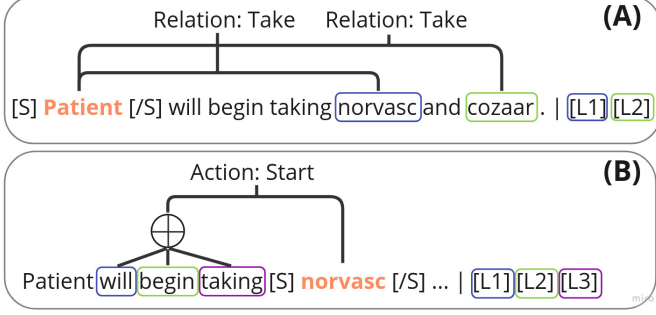 Relation: Take Relation: Take (A)
[S] Patient [/S] will begin taking norvasc and cozaar . | [L1] [L2]
(B)
Action: Start
Patient will begin taking [S] norvasc [/S] ... | [L1] [L2] [L3]
miro